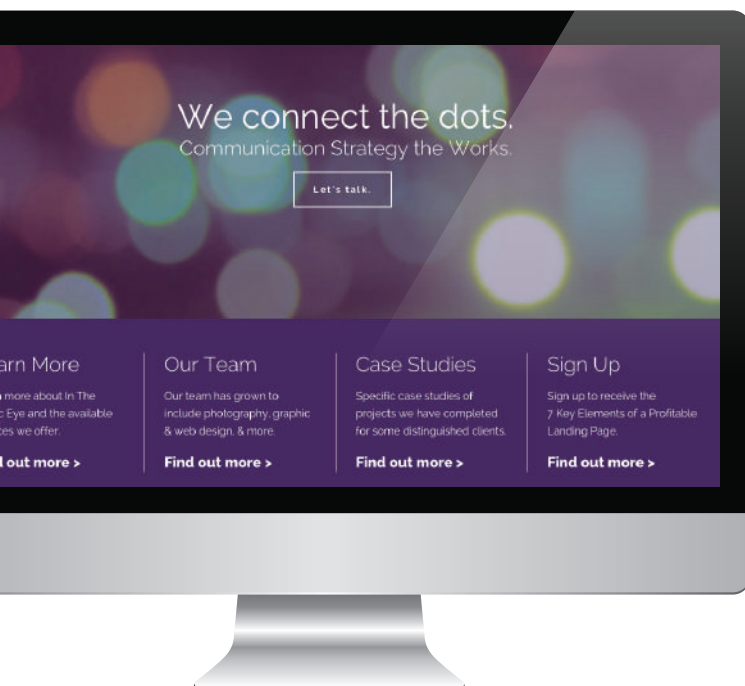 We connect the dots.
Communication Strategy the Works.
Let's talk.
arn More
more about In The
c Eye and the available
ces we offer.
out more >
Our Team
Our team has grown to
include photography, graphic
& web design, & more.
Find out more >
Case Studies
Specific case studies of
projects we have completed
for some distinguished clients.
Find out more >
Sign Up
Sign up to receive the
7 Key Elements of a Profitable
Landing Page.
Find out more >